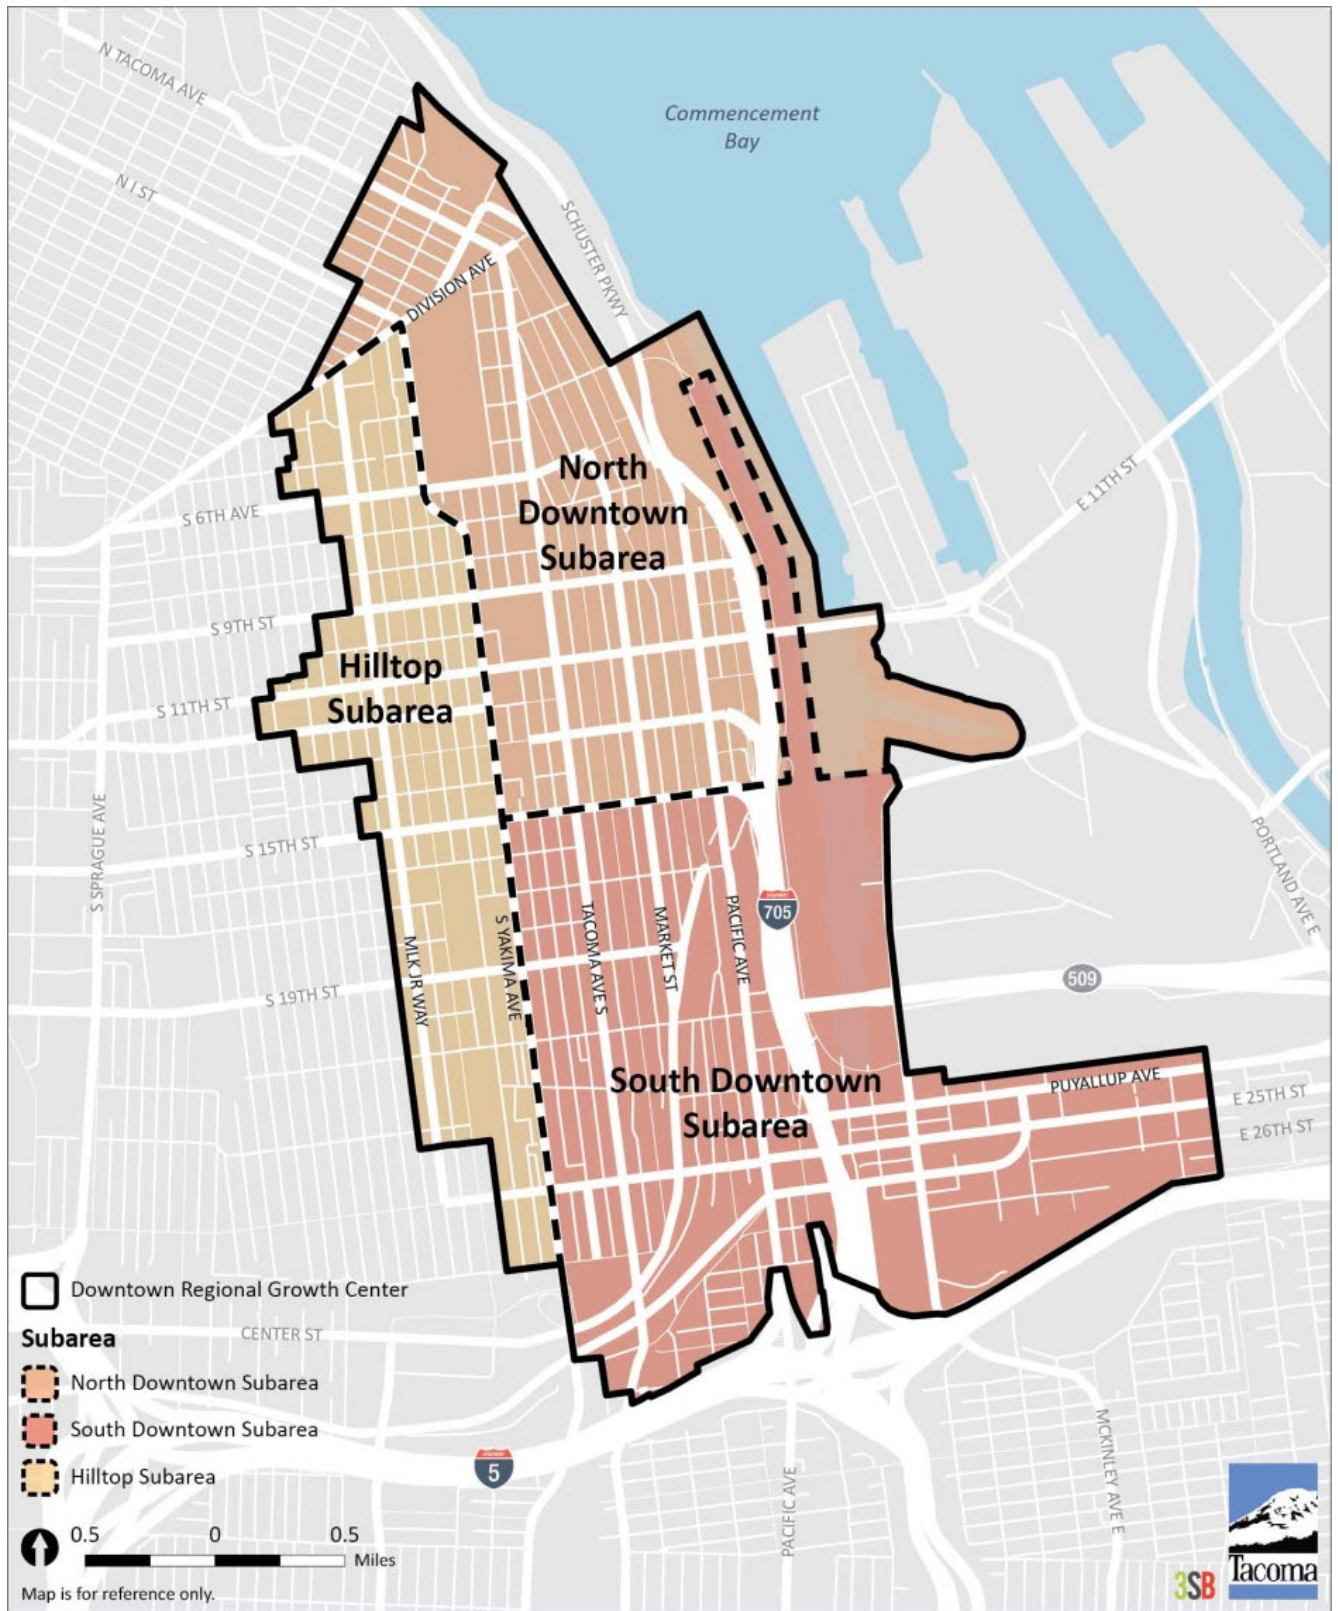 N TACOMA AVE
N I ST
Commencement
Bay
SCHUSTER PKWY
DIVISION AVE
E 11TH ST
North
Downtown
Subarea
S 6TH AVE
S 9TH ST
Hilltop
Subarea
S 11TH ST
S SPRAGUE AVE
S 15TH ST
PORTLAND AVE E
705
TACOMA AVE S
MARKET ST
PACIFIC AVE
S YAKIMA AVE
MLK JR WAY
509
S 19TH ST
South Downtown
Subarea
PUYALLUP AVE
E 25TH ST
E 26TH ST
Downtown Regional Growth Center
Subarea
CENTER ST
North Downtown Subarea
South Downtown Subarea
Hilltop Subarea
5
MCKINLEY AVE E
PACIFIC AVE
0.5 0 0.5
Miles
Map is for reference only.
3SB
Tacoma